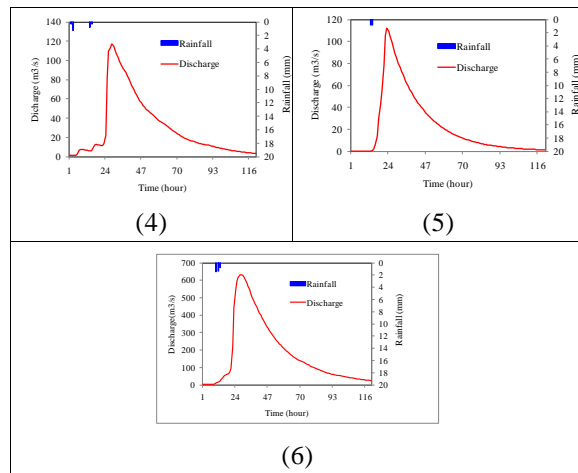 140 0
120 2
100 4
80 6
60 8
40 10
20 12
0 14
16
18
20
Dicharge (m3/s)
Rainfall (mm)
Rainfall
Discharge
1 24 47 70 93 116
Time (hour)
(4)
120 0
100 2
80 4
60 6
40 8
20 10
0 12
14
16
18
20
Discharge (m3/s)
Rainfall (mm)
Rainfall
Discharge
1 24 47 70 93 116
Time (hour)
(5)
700 0
600 2
500 4
400 6
300 8
200 10
100 12
0 14
16
18
20
Discharge(m3/s)
Rainfall (mm)
Rainfall
Discharge
1 24 47 70 93 116
Time (hour)
(6)